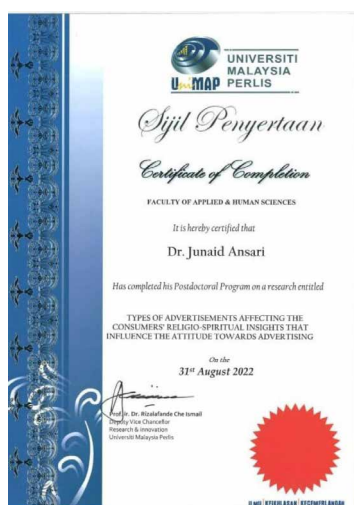 UniMAP
UNIVERSITI
MALAYSIA
PERLIS
Sijil Penyertaan
Certificate of Completion
FACULTY OF APPLIED & HUMAN SCIENCES
It is hereby certified that
Dr. Junaid Ansari
Has completed his Postdoctoral Program on a research entitled
TYPES OF ADVERTISEMENTS AFFECTING THE
CONSUMERS' RELIGIO-SPIRITUAL INSIGHTS THAT
INFLUENCE THE ATTITUDE TOWARDS ADVERTISING
On the
31st August 2022
Prof. Ir. Dr. Rizalafande Che Ismail
Deputy Vice Chancellor
Research & Innovation
Universiti Malaysia Perlis
ILMU KEIKHLASAN KECEMERLANGAN